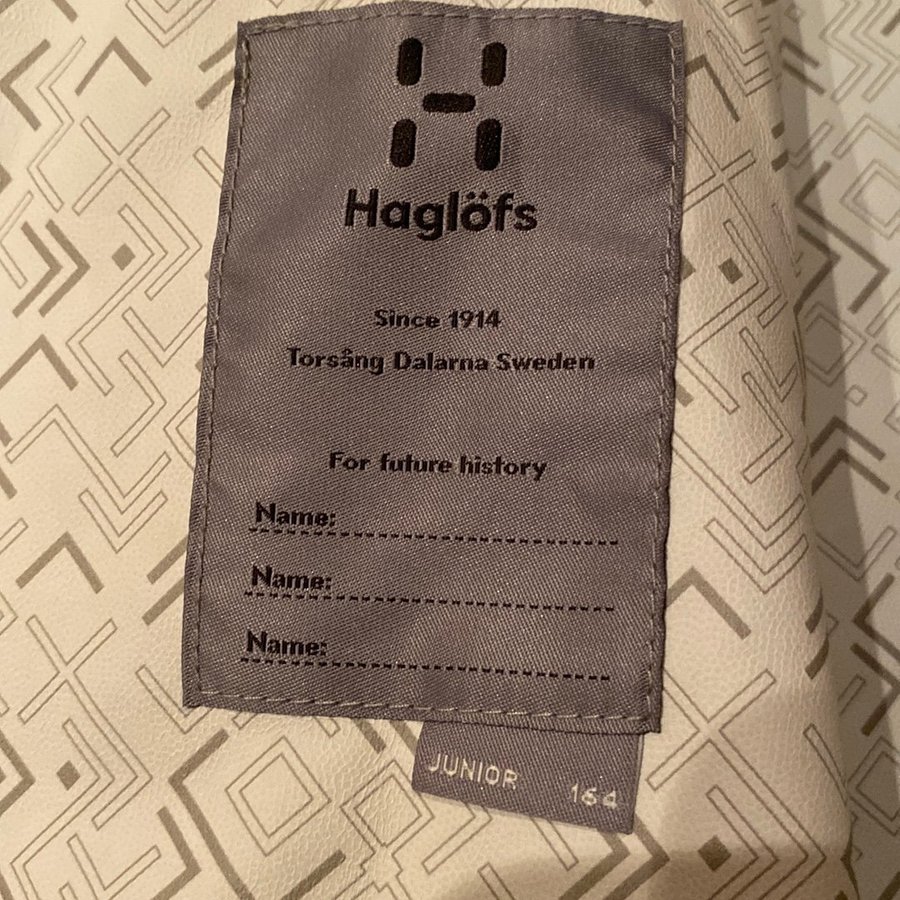 Haglöfs
Since 1914
Torsång Dalarna Sweden
For future history
Name:
Name:
Name:
JUNIOR 164